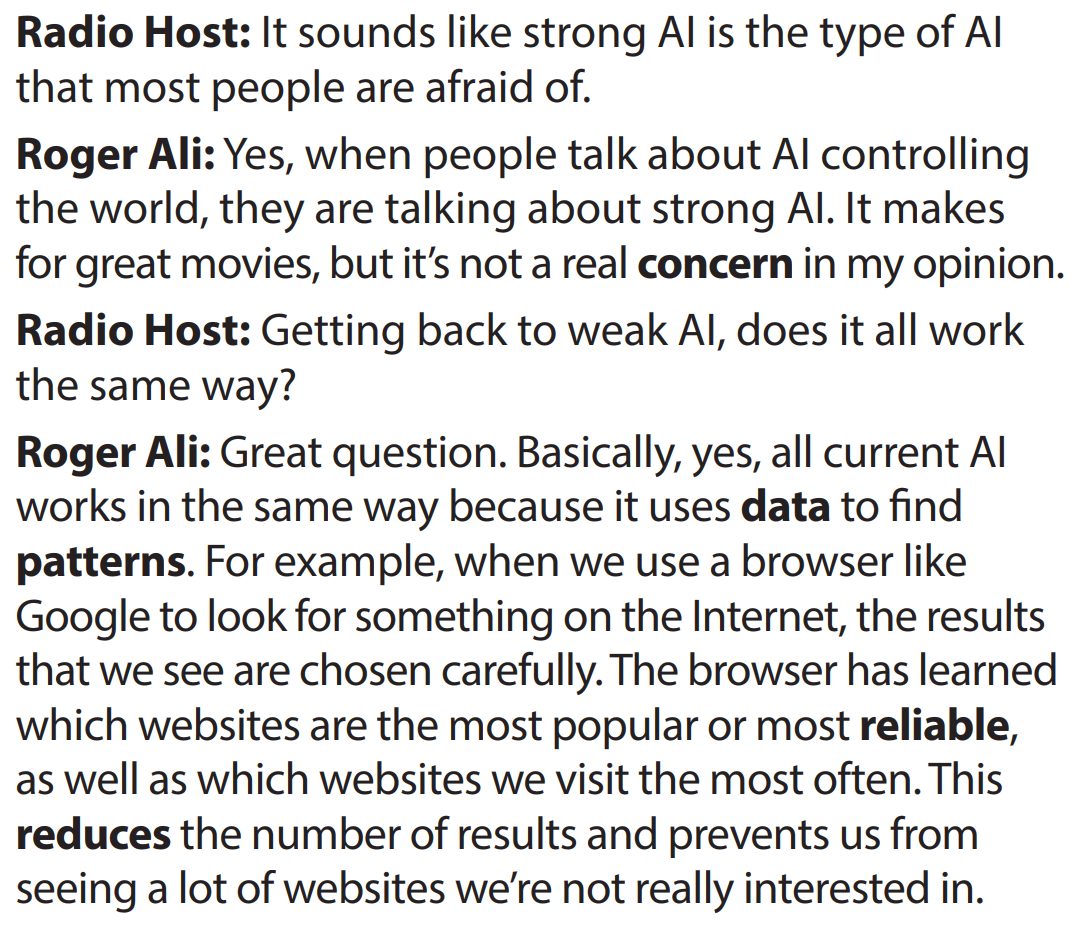 Radio Host: It sounds like strong AI is the type of AI
that most people are afraid of.
Roger Ali: Yes, when people talk about AI controlling
the world, they are talking about strong AI. It makes
for great movies, but it’s not a real concern in my opinion.
Radio Host: Getting back to weak AI, does it all work
the same way?
Roger Ali: Great question. Basically, yes, all current AI
works in the same way because it uses data to find
patterns. For example, when we use a browser like
Google to look for something on the Internet, the results
that we see are chosen carefully. The browser has learned
which websites are the most popular or most reliable,
as well as which websites we visit the most often. This
reduces the number of results and prevents us from
seeing a lot of websites we’re not really interested in.